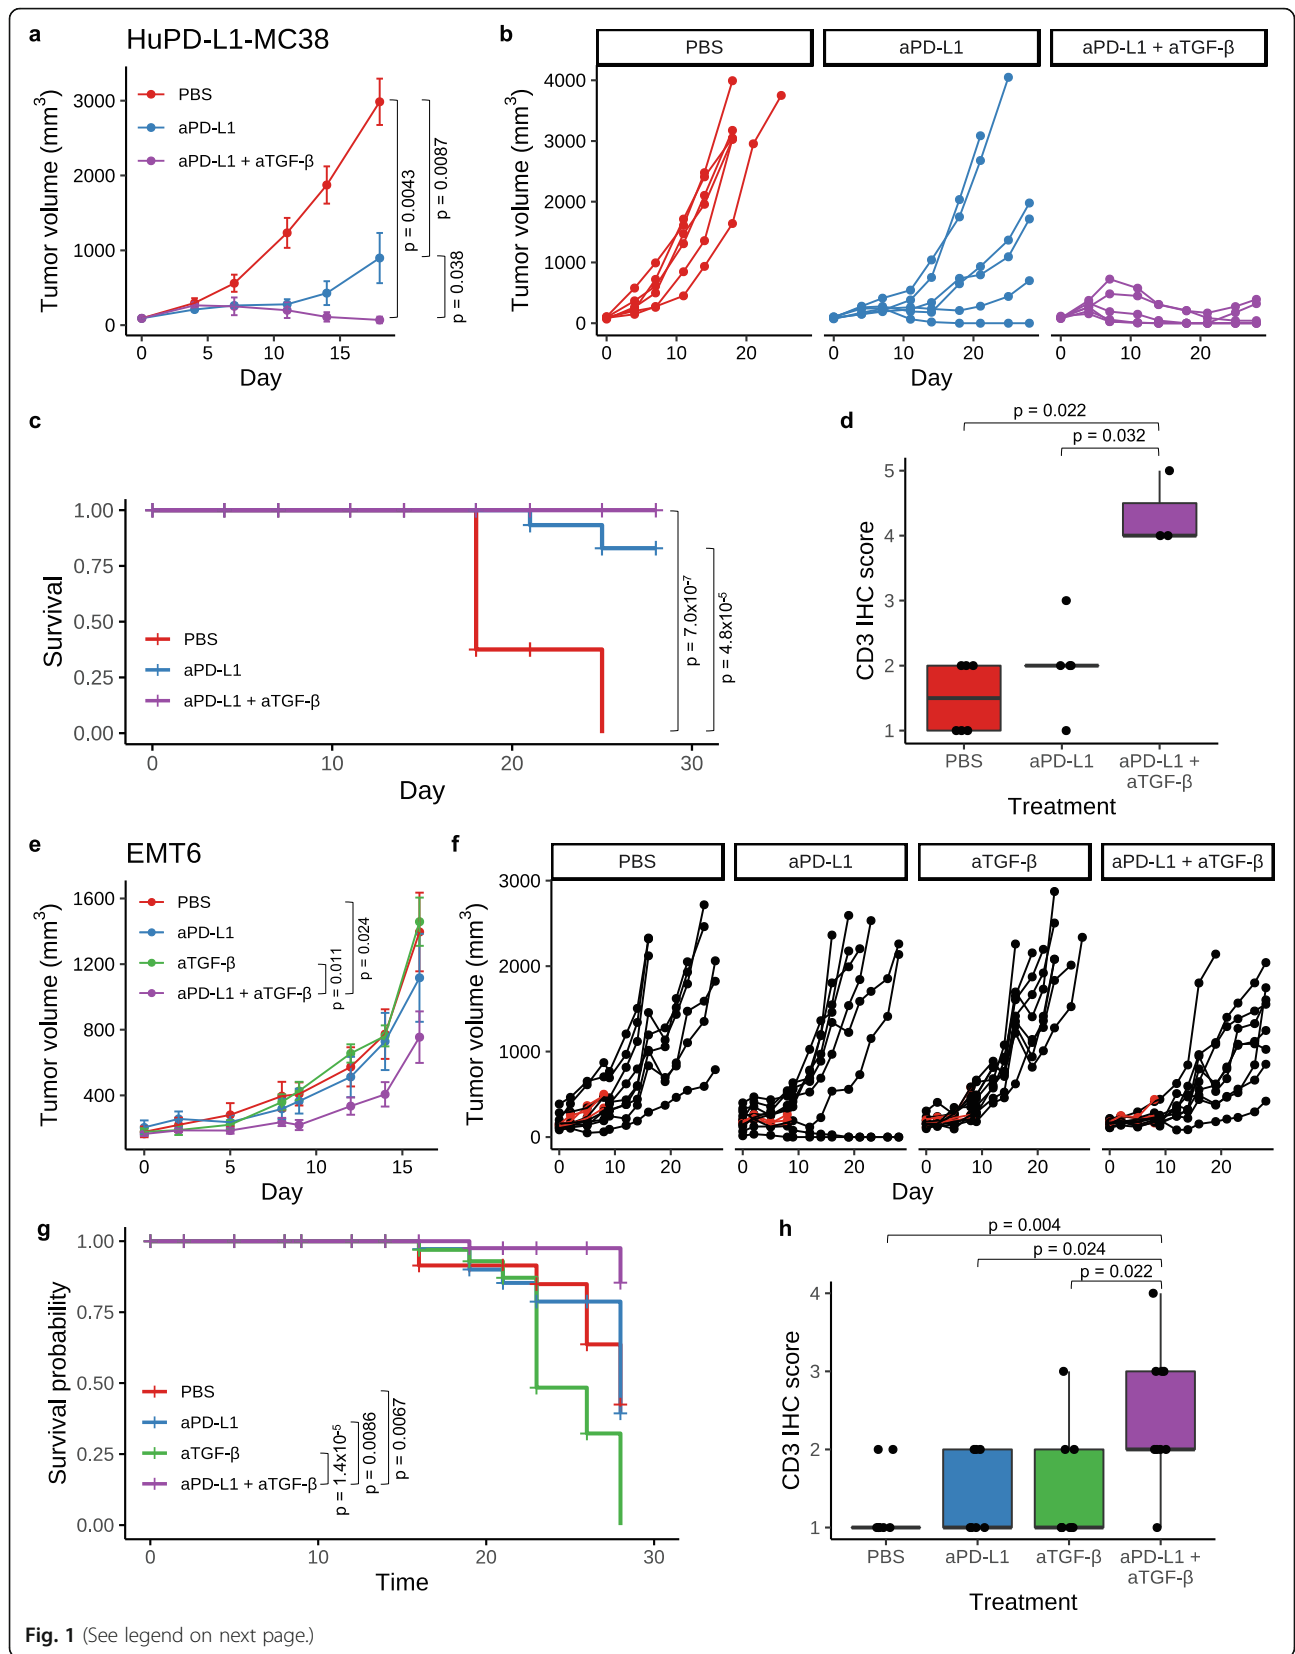 a HuPD-L1-MC38
Tumor volume (mm³)
3000
2000
1000
0
0 5 10 15
Day
PBS
aPD-L1
aPD-L1 + aTGF-β
p = 0.0043
p = 0.0087
p = 0.038
b
PBS aPD-L1 aPD-L1 + aTGF-β
Tumor volume (mm³)
4000
3000
2000
1000
0
0 10 20 0 10 20 0 10 20
Day
c
Survival
1.00
0.75
0.50
0.25
0.00
0 10 20 30
Day
PBS
aPD-L1
aPD-L1 + aTGF-β
p = 7.0x10⁻⁷
p = 4.8x10⁻⁵
d
p = 0.022
p = 0.032
CD3 IHC score
5
4
3
2
1
PBS aPD-L1 aPD-L1 +
aTGF-β
Treatment
e EMT6
Tumor volume (mm³)
1600
1200
800
400
0 5 10 15
Day
PBS
aPD-L1
aTGF-β
aPD-L1 + aTGF-β
p = 0.011
p = 0.024
f
PBS aPD-L1 aTGF-β aPD-L1 + aTGF-β
Tumor volume (mm³)
3000
2000
1000
0
0 10 20 0 10 20 0 10 20 0 10 20
Day
g
Survival probability
1.00
0.75
0.50
0.25
0.00
0 10 20 30
Time
PBS
aPD-L1
aTGF-β
aPD-L1 + aTGF-β
p = 1.4x10⁻⁵
p = 0.0086
p = 0.0067
h
p = 0.004
p = 0.024
p = 0.022
CD3 IHC score
4
3
2
1
PBS aPD-L1 aTGF-β aPD-L1 +
aTGF-β
Treatment
Fig. 1 (See legend on next page.)